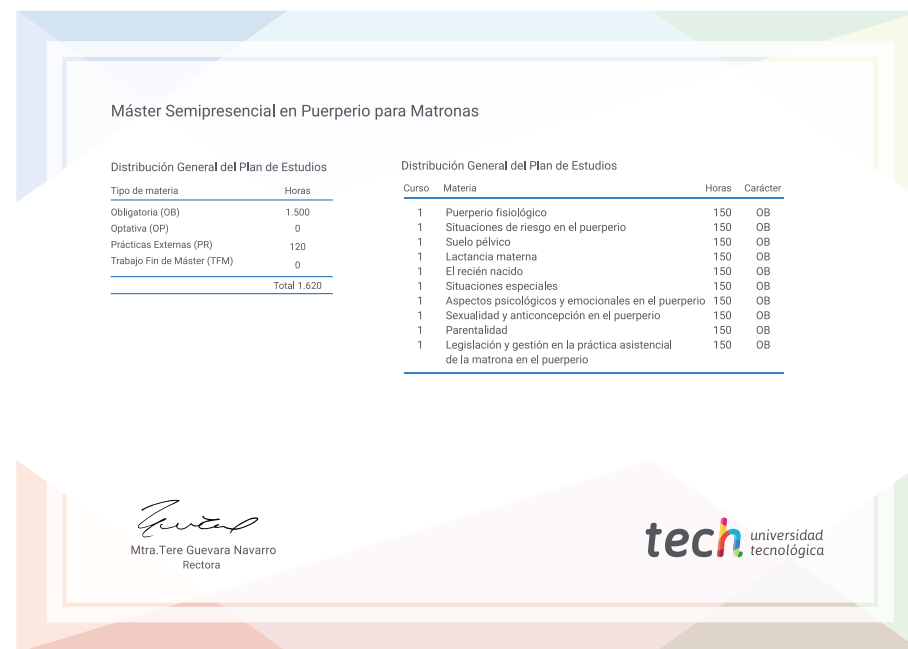 Máster Semipresencial en Puerperio para Matronas
Distribución General del Plan de Estudios
Tipo de materia Horas
Obligatoria (OB) 1.500
Optativa (OP) 0
Prácticas Externas (PR) 120
Trabajo Fin de Máster (TFM) 0
Total 1.620
Distribución General del Plan de Estudios
Curso Materia Horas Carácter
1 Puerperio fisiológico 150 OB
1 Situaciones de riesgo en el puerperio 150 OB
1 Suelo pélvico 150 OB
1 Lactancia materna 150 OB
1 El recién nacido 150 OB
1 Situaciones especiales 150 OB
1 Aspectos psicológicos y emocionales en el puerperio 150 OB
1 Sexualidad y anticoncepción en el puerperio 150 OB
1 Parentalidad 150 OB
1 Legislación y gestión en la práctica asistencial 150 OB
de la matrona en el puerperio
Mtra.Tere Guevara Navarro
Rectora
tech universidad
tecnológica